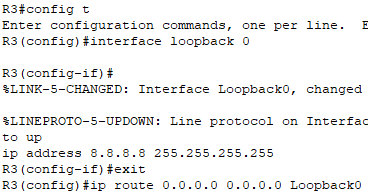 R3#config t
Enter configuration commands, one per line.
R3(config)#interface loopback 0
R3(config-if)#
%LINK-5-CHANGED: Interface Loopback0, changed
%LINEPROTO-5-UPDOWN: Line protocol on Interfac
to up
ip address 8.8.8.8 255.255.255.255
R3(config-if)#exit
R3(config)#ip route 0.0.0.0 0.0.0.0 Loopback0